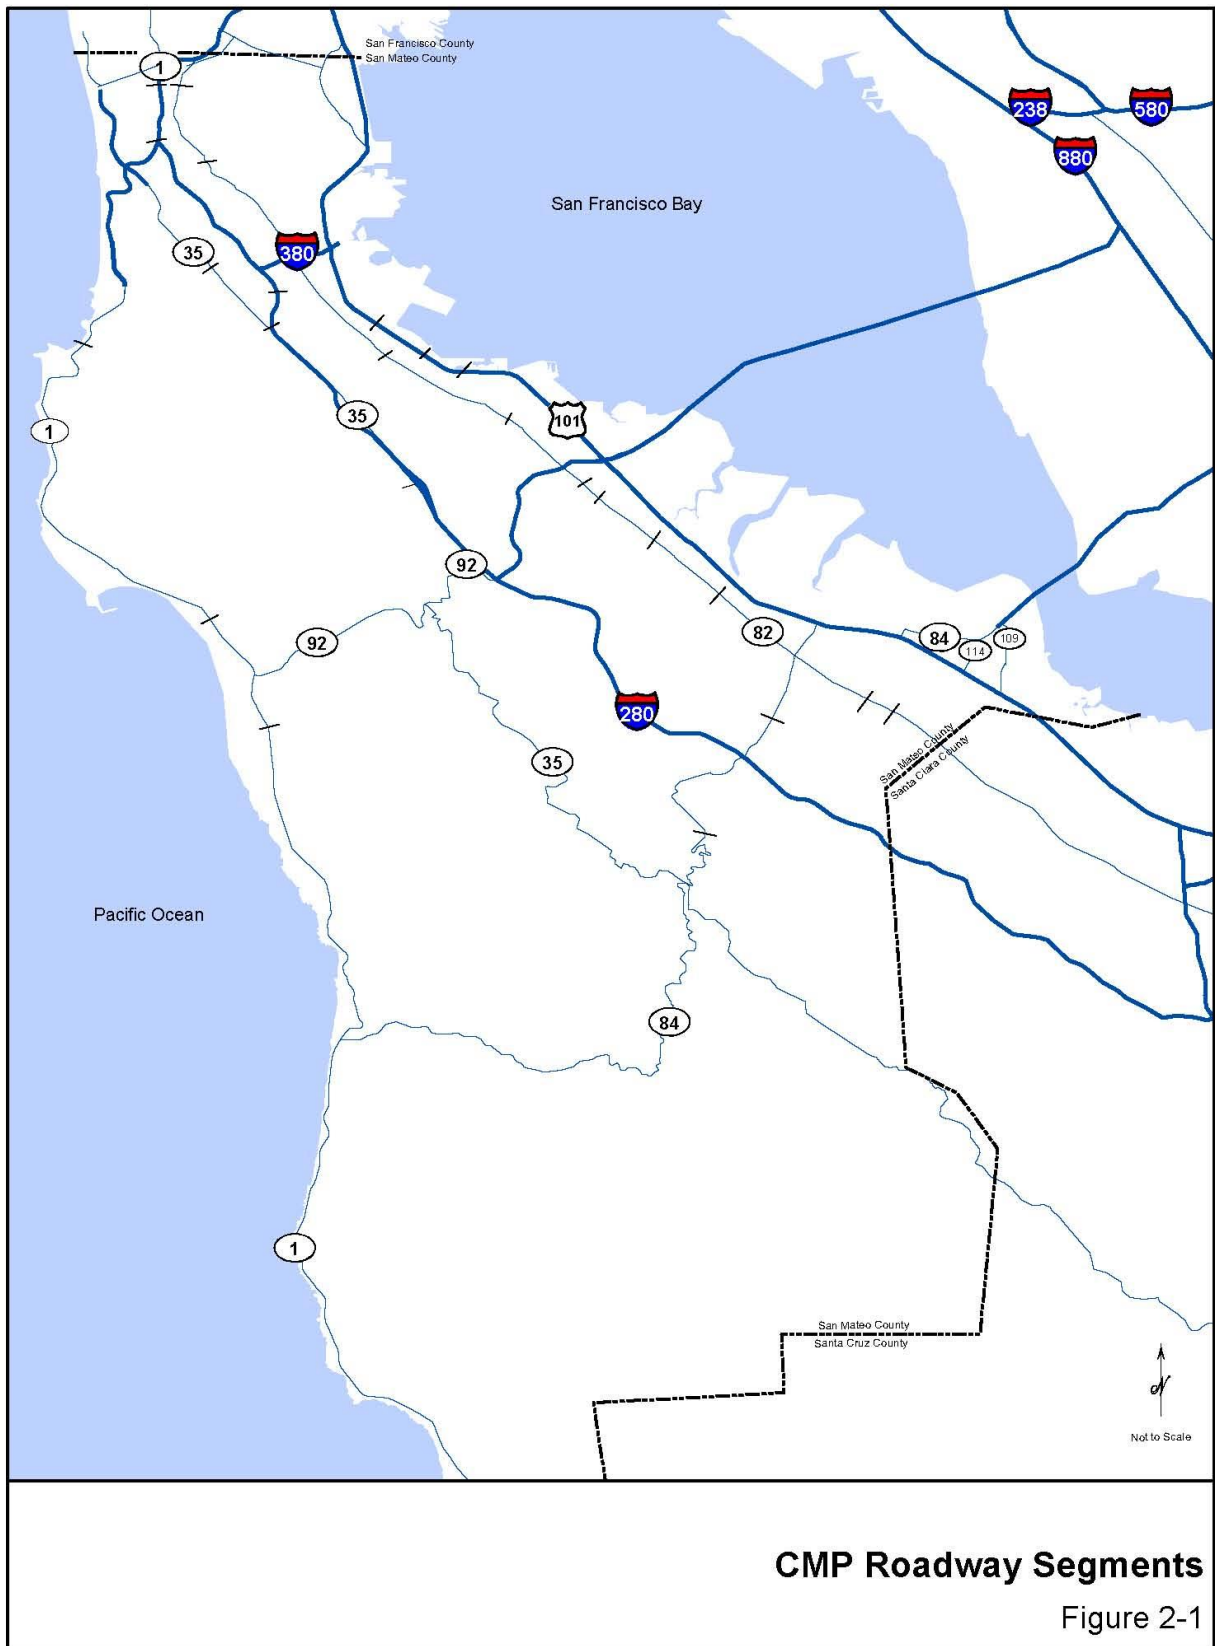 San Francisco County
San Mateo County
1
238
580
880
San Francisco Bay
35
380
35
101
1
92
92
82
84
109
114
280
San Mateo County
Santa Clara County
35
Pacific Ocean
84
1
San Mateo County
Santa Cruz County
N
Not to Scale
CMP Roadway Segments
Figure 2-1